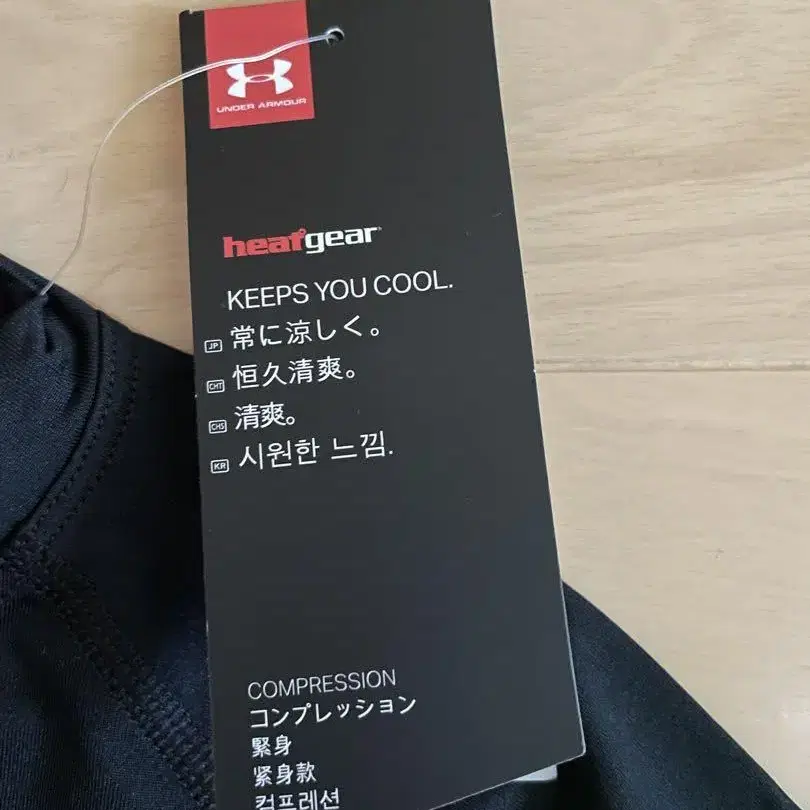 UNDER ARMOUR
heatgear
KEEPS YOU COOL.
JP 常に涼しく。
CHT 恒久清爽。
CHS 清爽。
KR 시원한 느낌.
COMPRESSION
コンプレッション
緊身
紧身款
컴프레션